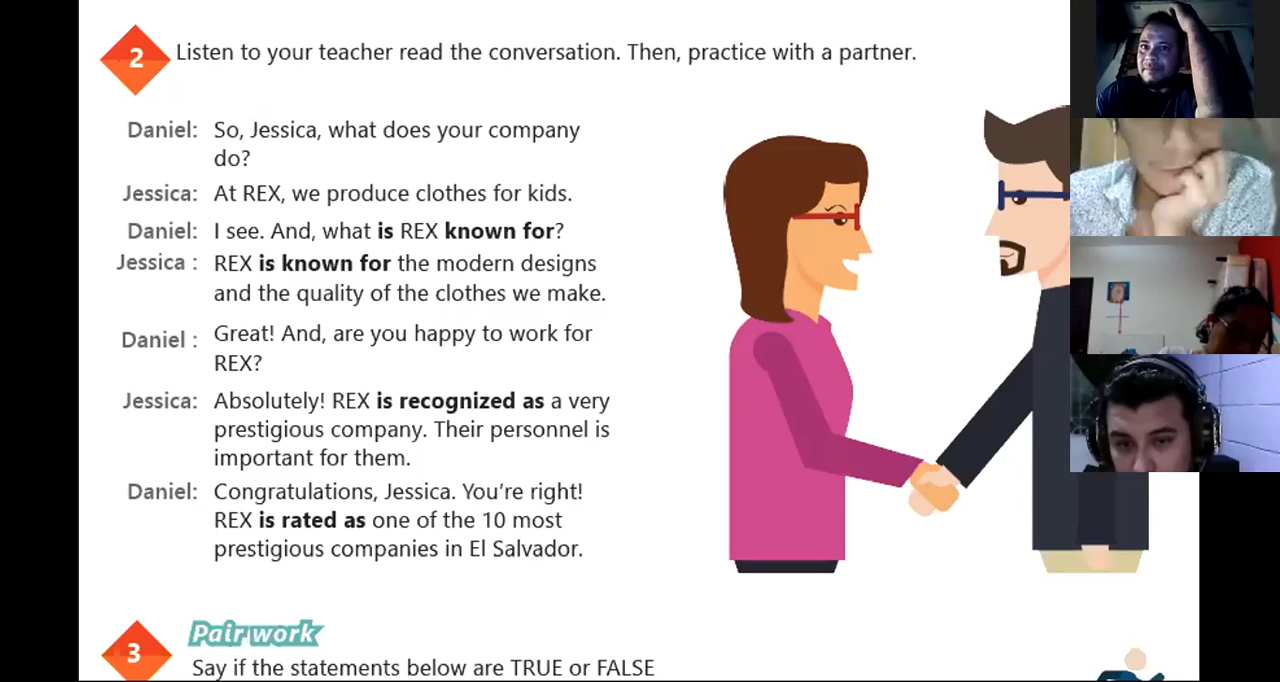 2
Listen to your teacher read the conversation. Then, practice with a partner.
Daniel: So, Jessica, what does your company
do?
Jessica: At REX, we produce clothes for kids.
Daniel: I see. And, what is REX known for?
Jessica : REX is known for the modern designs
and the quality of the clothes we make.
Daniel : Great! And, are you happy to work for
REX?
Jessica: Absolutely! REX is recognized as a very
prestigious company. Their personnel is
important for them.
Daniel: Congratulations, Jessica. You’re right!
REX is rated as one of the 10 most
prestigious companies in El Salvador.
3
Pair work
Say if the statements below are TRUE or FALSE